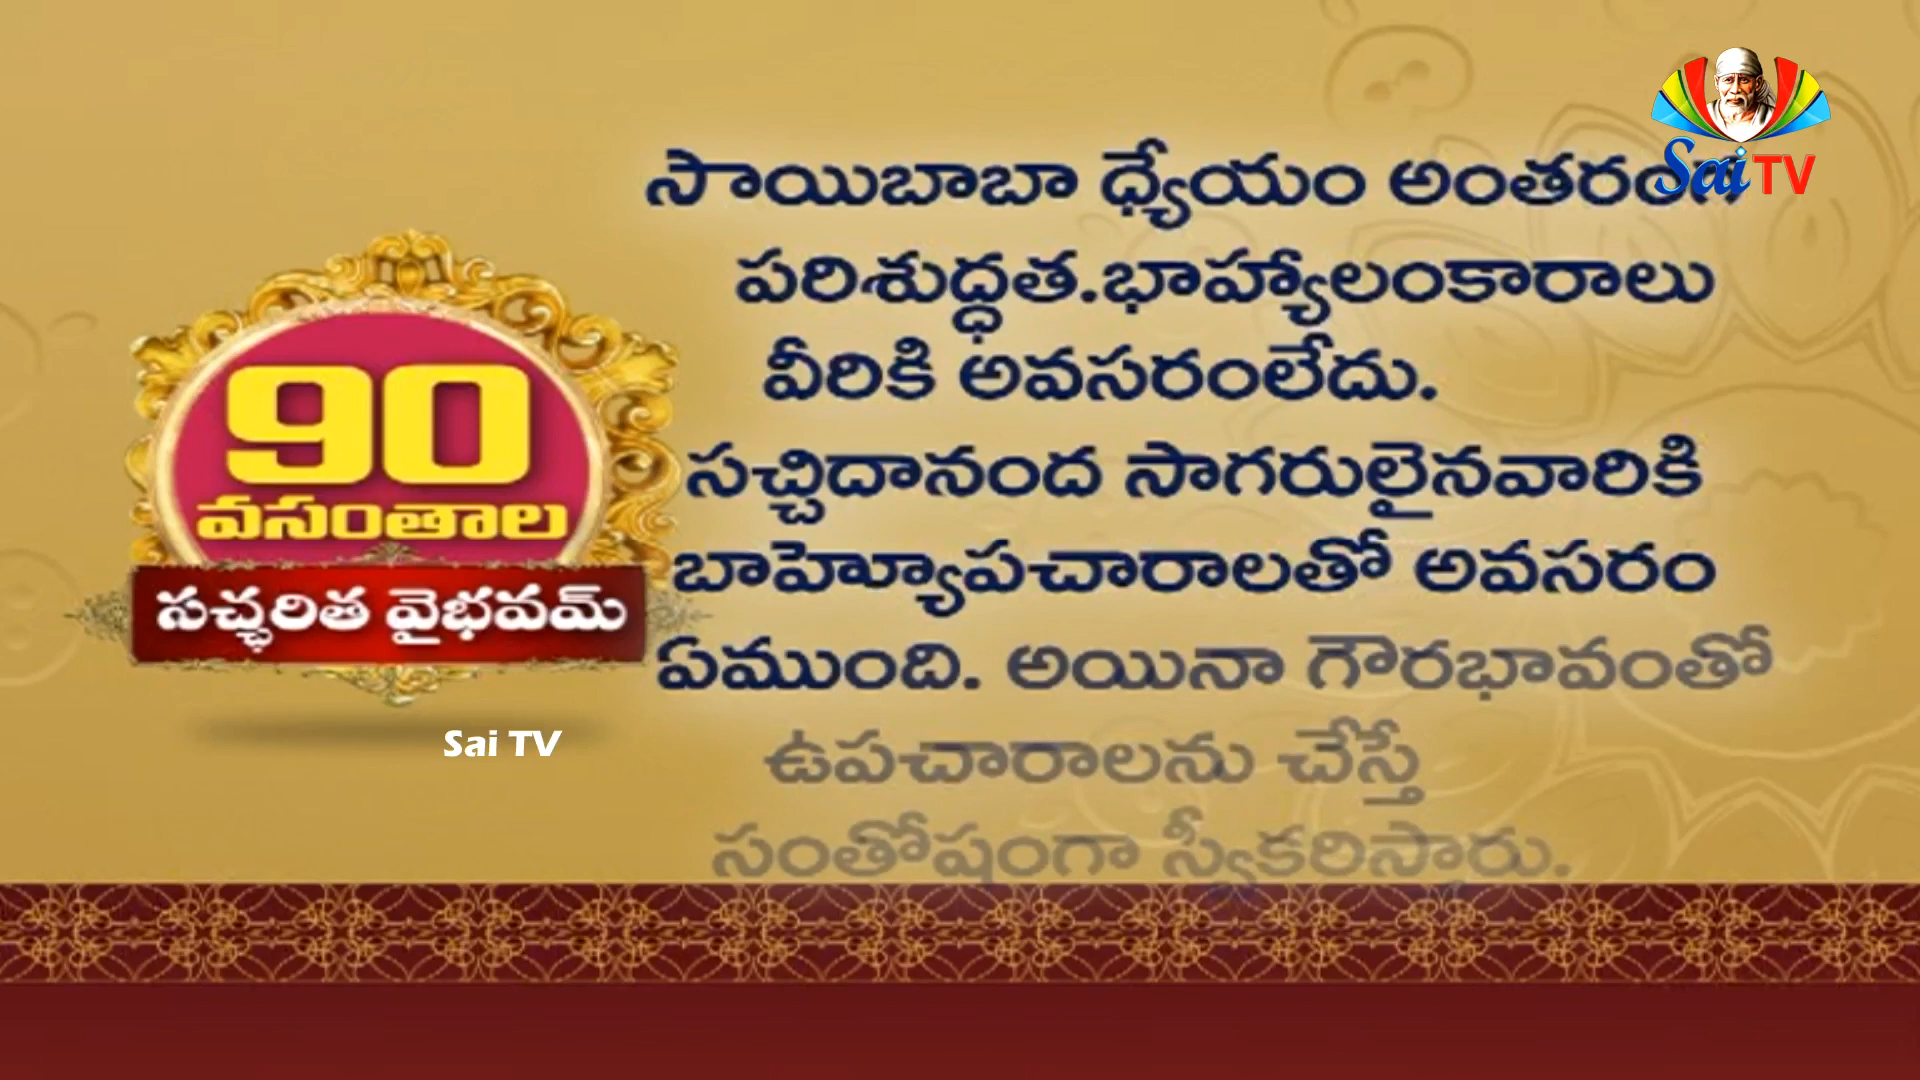 Sai TV
సాయిబాబా ధ్యేయం అంతరంగ
పరిశుద్ధత.భాహ్యాలంకారాలు
వీరికి అవసరంలేదు.
సచ్చిదానంద సాగరులైనవారికి
బాహ్యోపచారాలతో అవసరం
ఏముంది. అయినా గౌరభావంతో
ఉపచారాలను చేస్తే
సంతోషంగా స్వీకరిస్తారు.
90
వసంతాల
సచ్ఛరిత వైభవమ్
Sai TV